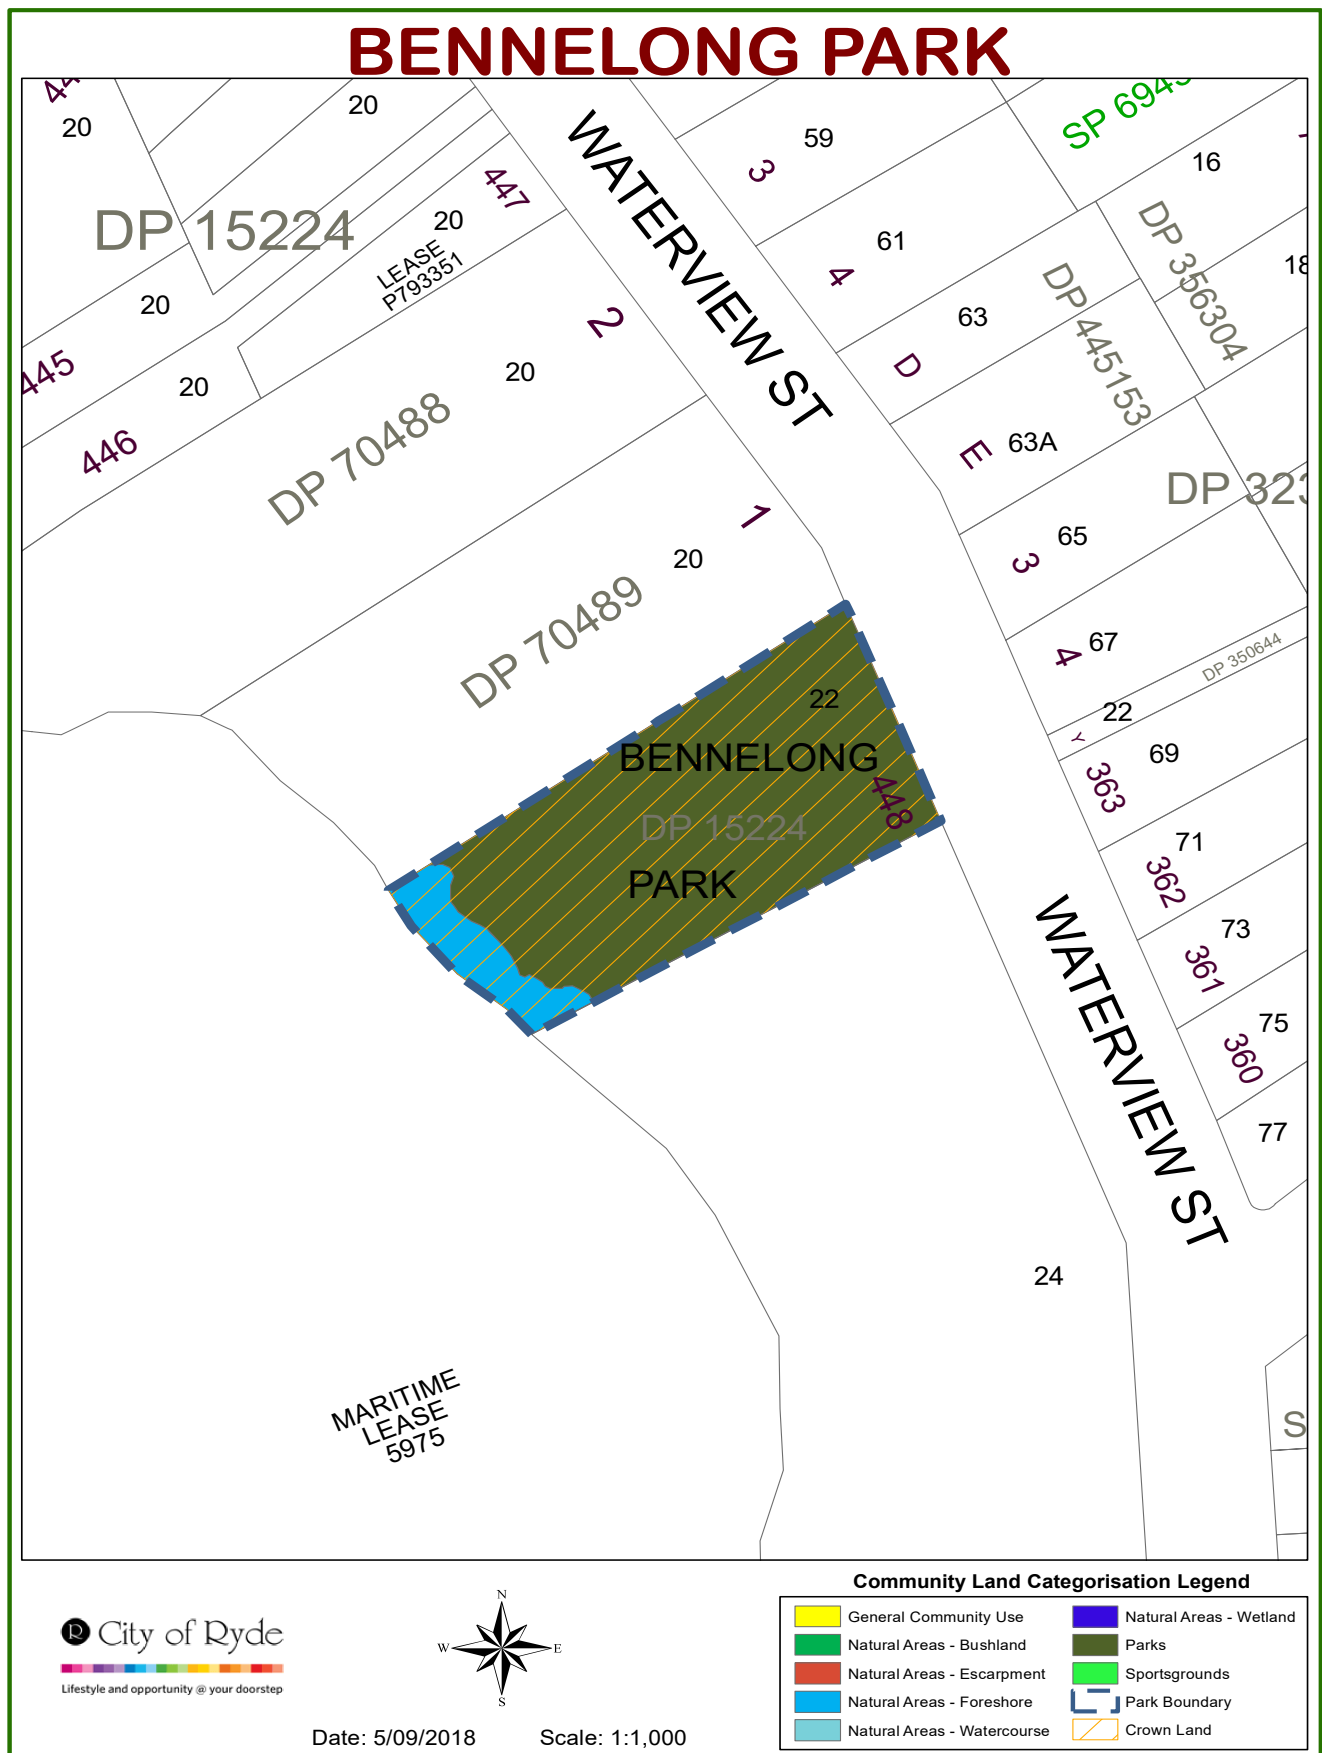 BENNELONG PARK
20
20
59
3
16
447
WATERVIEW ST
DP 15224
20
LEASE
P793351
61
4
DP 356304
18
20
2
63
D
DP 445153
445
20
20
446
DP 70488
E
63A
1
20
65
3
DP 70489
67
4
DP 350644
22
22
Y
BENNELONG
69
363
448
DP 15224
PARK
71
362
73
361
WATERVIEW ST
75
360
77
24
MARITIME
LEASE
5975
S
Community Land Categorisation Legend
General Community Use
Natural Areas - Bushland
Natural Areas - Escarpment
Natural Areas - Foreshore
Natural Areas - Watercourse
Natural Areas - Wetland
Parks
Sportsgrounds
Park Boundary
Crown Land
R City of Ryde
Lifestyle and opportunity @ your doorstep
N
W
E
S
Date: 5/09/2018
Scale: 1:1,000